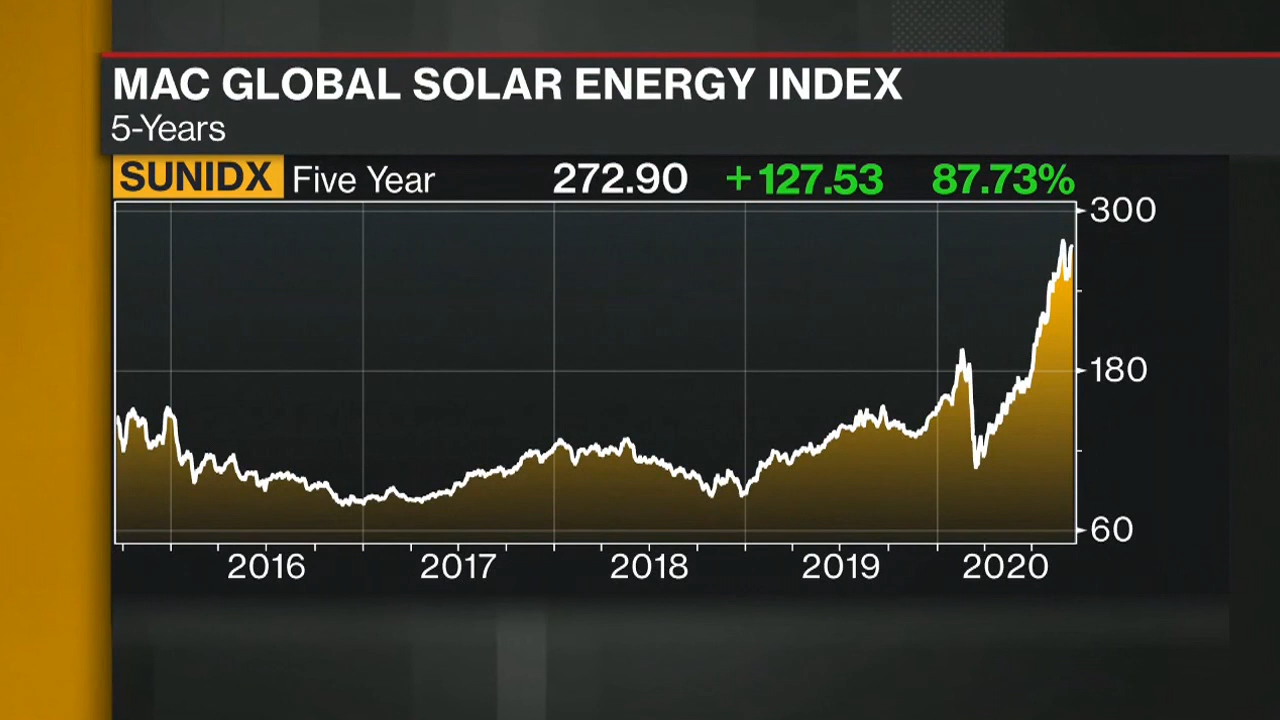 MAC GLOBAL SOLAR ENERGY INDEX
5-Years
SUNIDX Five Year 272.90 +127.53 87.73%
300
180
60
2016 2017 2018 2019 2020